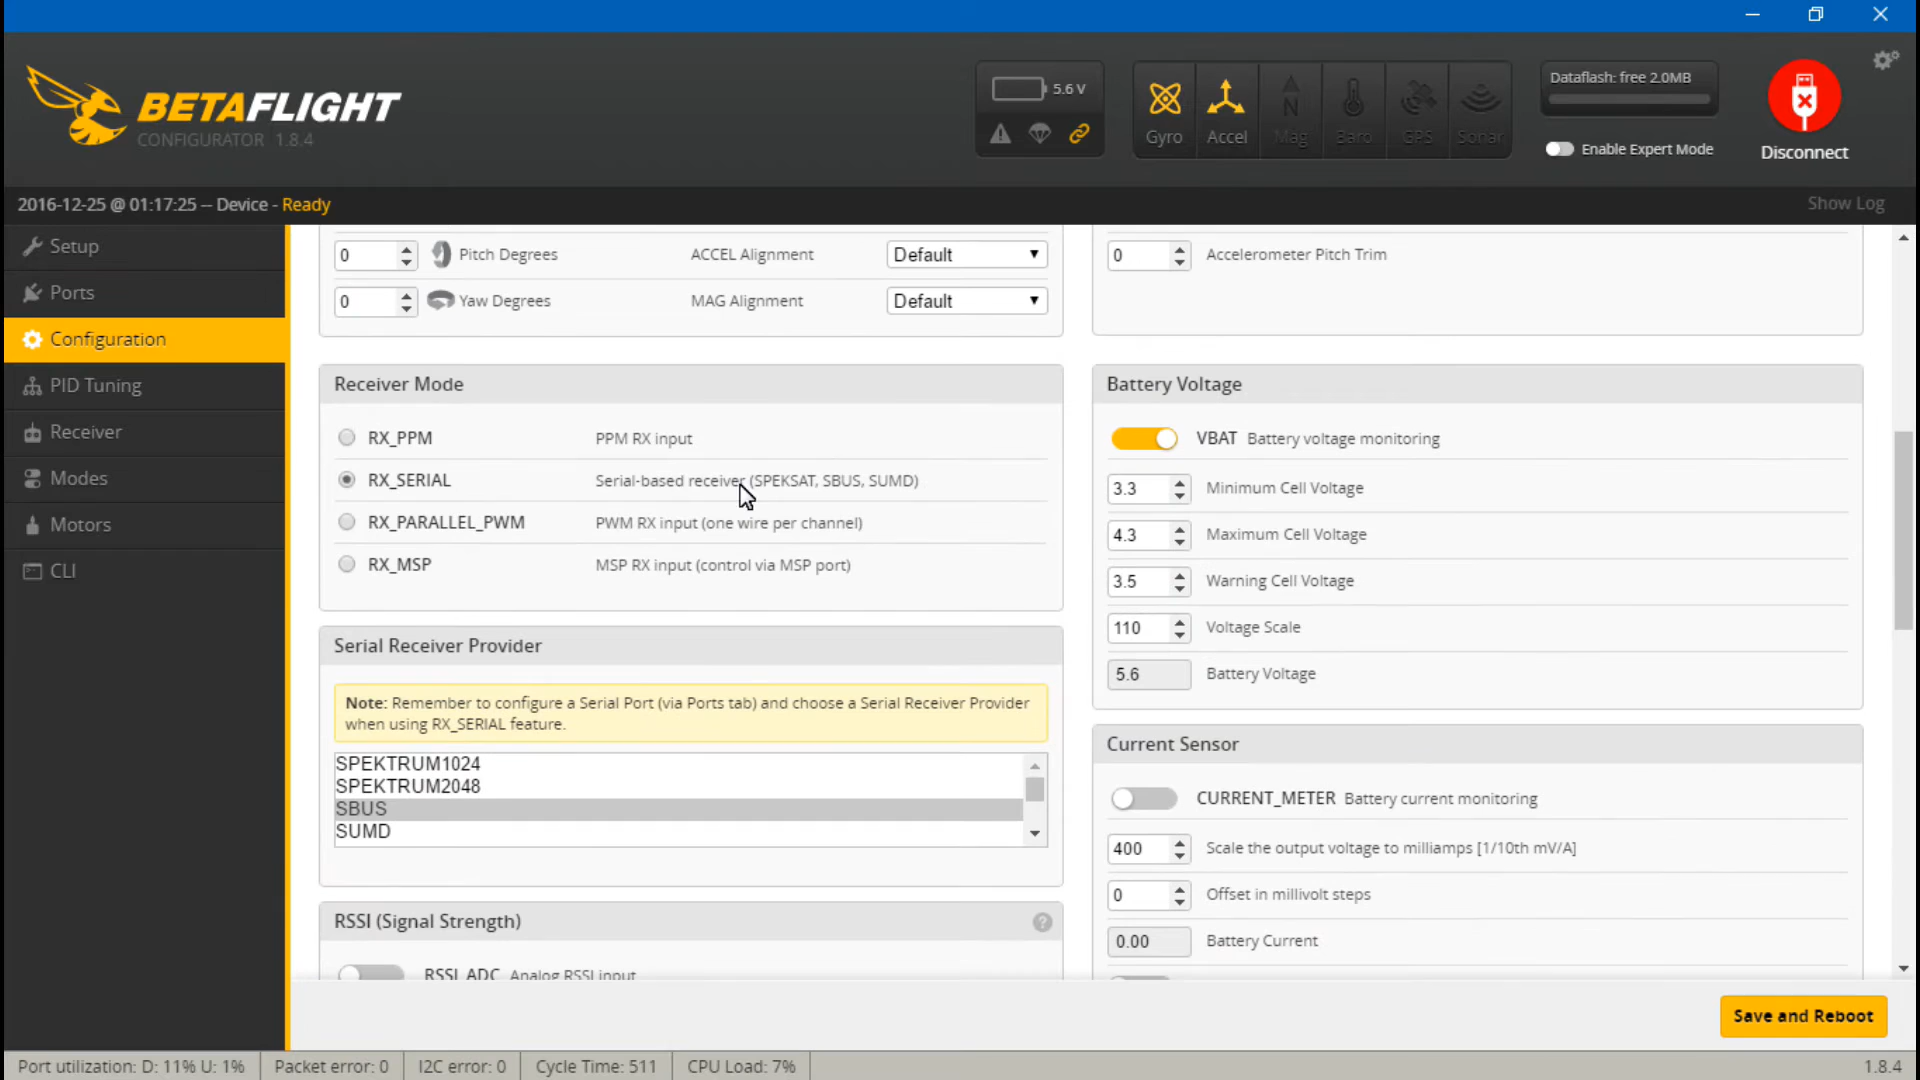 BETAFLIGHT
CONFIGURATOR 1.8.4
5.6 V
Gyro
Accel
Mag
Baro
GPS
Sonar
Dataflash: free 2.0MB
Enable Expert Mode
Disconnect
2016-12-25 @ 01:17:25 -- Device - Ready
Show Log
Setup
Ports
Configuration
PID Tuning
Receiver
Modes
Motors
CLI
0 Pitch Degrees ACCEL Alignment Default
0 Yaw Degrees MAG Alignment Default
0 Accelerometer Pitch Trim
Receiver Mode
RX_PPM PPM RX input
RX_SERIAL Serial-based receiver (SPEKSAT, SBUS, SUMD)
RX_PARALLEL_PWM PWM RX input (one wire per channel)
RX_MSP MSP RX input (control via MSP port)
Serial Receiver Provider
Note: Remember to configure a Serial Port (via Ports tab) and choose a Serial Receiver Provider
when using RX_SERIAL feature.
SPEKTRUM1024
SPEKTRUM2048
SBUS
SUMD
RSSI (Signal Strength) ?
RSSI_ADC Analog RSSI input
Battery Voltage
VBAT Battery voltage monitoring
3.3 Minimum Cell Voltage
4.3 Maximum Cell Voltage
3.5 Warning Cell Voltage
110 Voltage Scale
5.6 Battery Voltage
Current Sensor
CURRENT_METER Battery current monitoring
400 Scale the output voltage to milliamps [1/10th mV/A]
0 Offset in millivolt steps
0.00 Battery Current
Save and Reboot
Port utilization: D: 11% U: 1% Packet error: 0 I2C error: 0 Cycle Time: 511 CPU Load: 7% 1.8.4